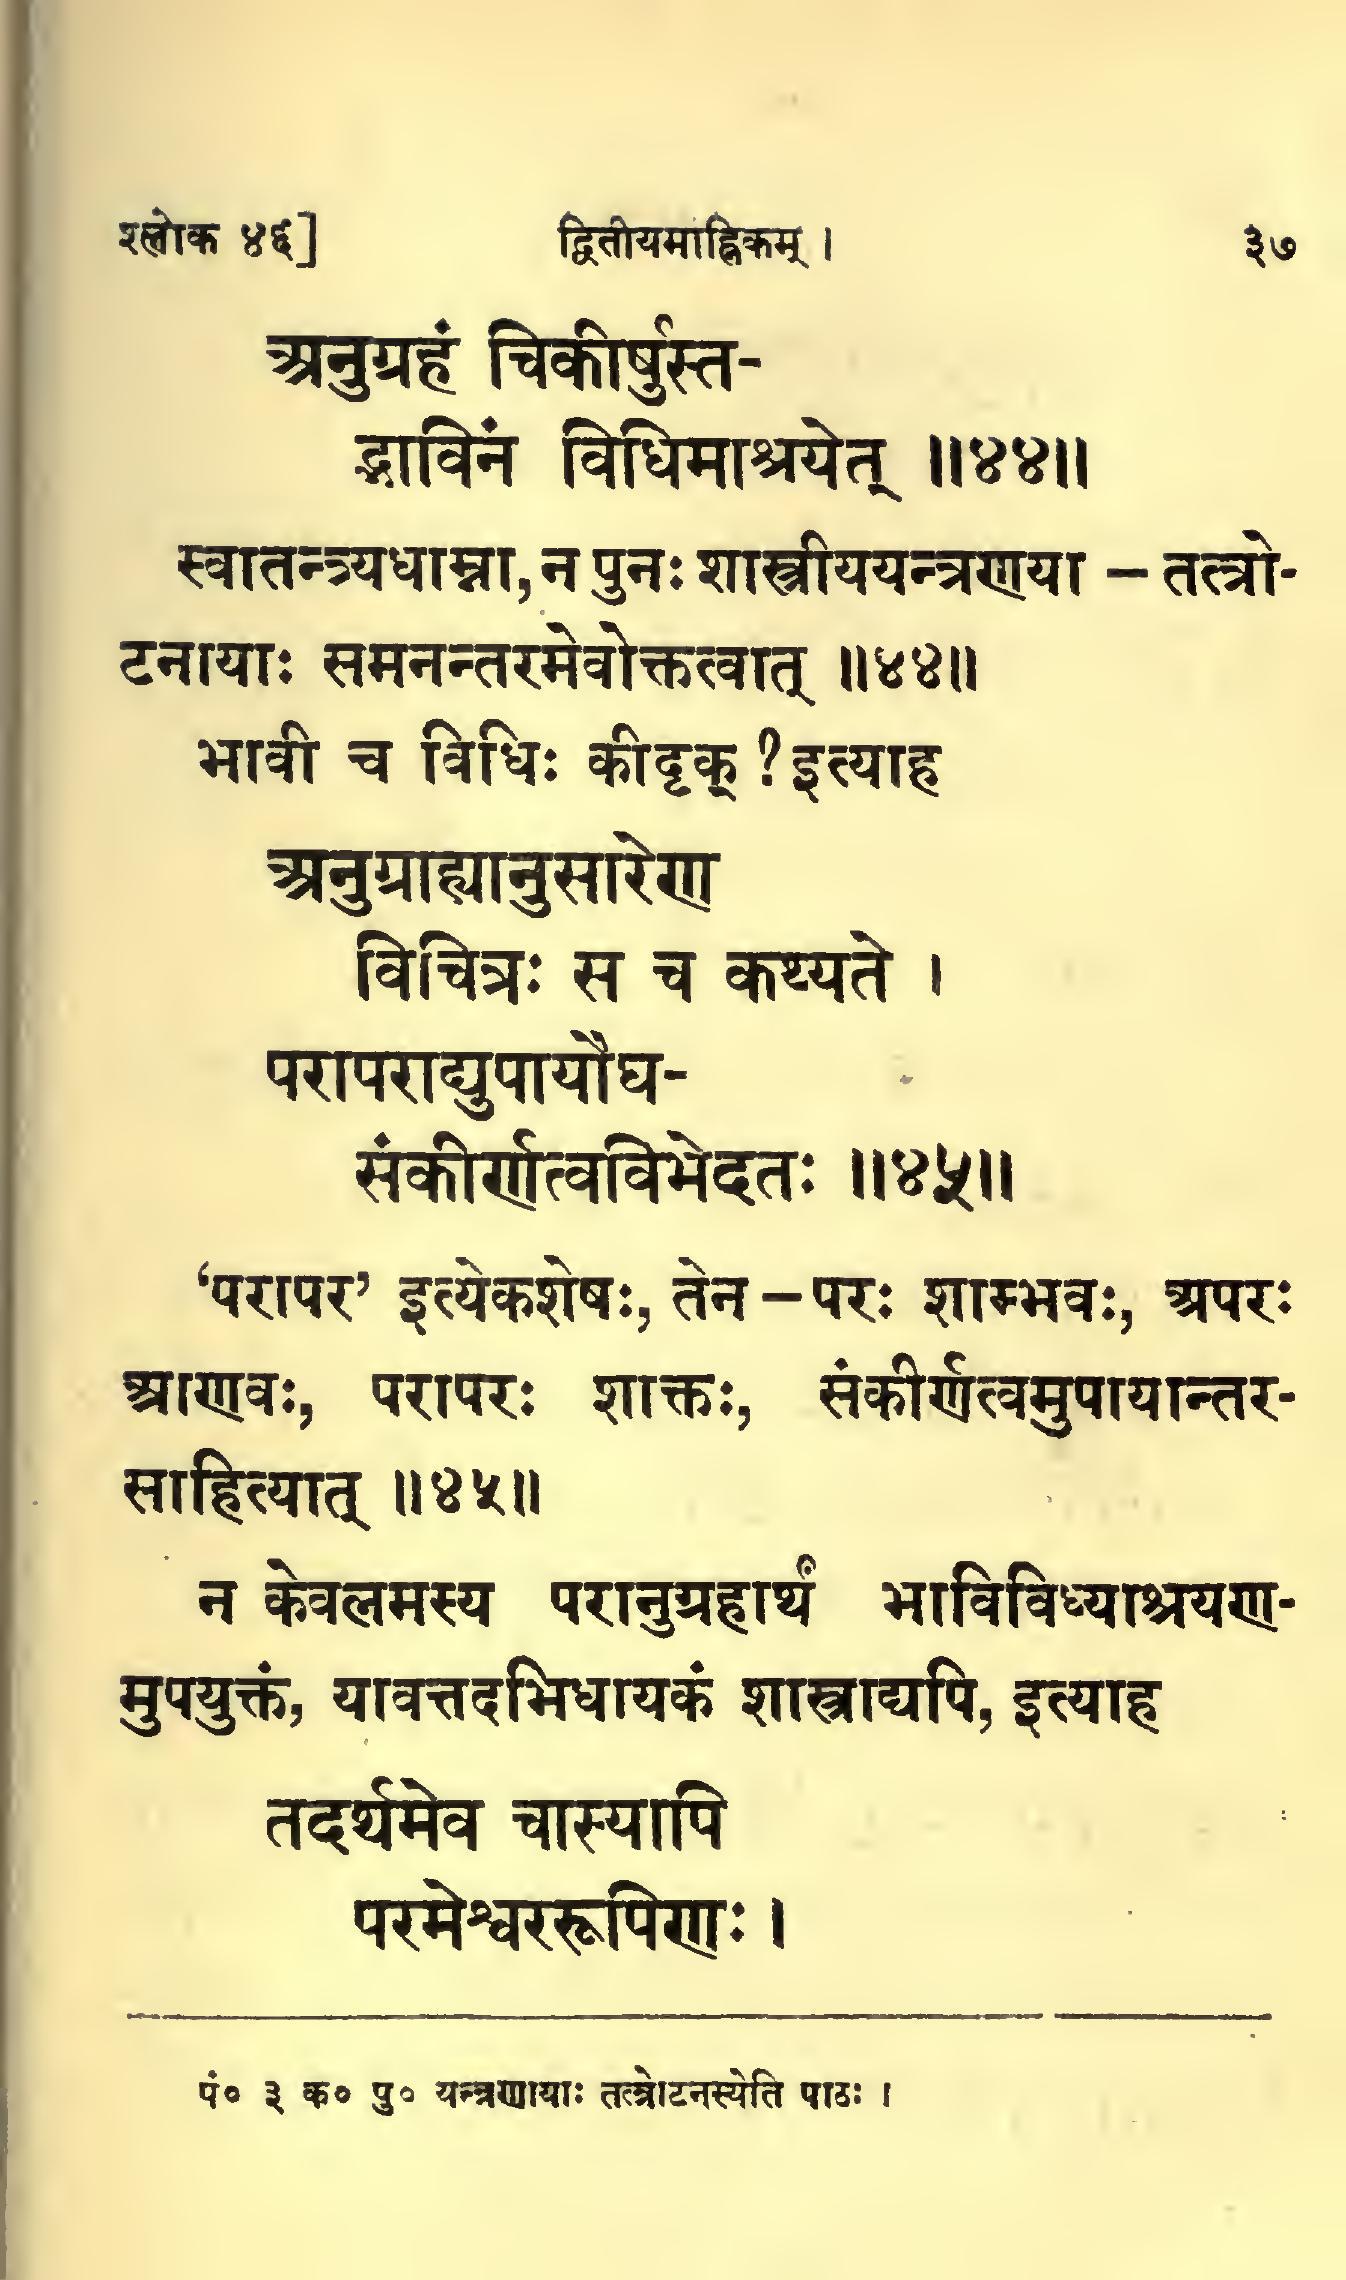 श्लोक ४६] द्वितीयमाह्निकम् । ३७
अनुग्रहं चिकीर्षुस्त-
द्भाविनं विधिमाश्रयेत् ॥४४॥
स्वातन्त्र्यधाम्ना, न पुनः शास्त्रीययन्त्रणया – तत्त्रो-
टनायाः समनन्तरमेवोक्तत्वात् ॥४४॥
भावी च विधिः कीदृक् ? इत्याह
अनुग्राह्यानुसारेण
विचित्रः स च कथ्यते ।
परापराद्युपायौघ-
संकीर्णत्वविभेदतः ॥४५॥
‘परापर’ इत्येकशेषः, तेन – परः शाम्भवः, अपरः
आणवः, परापरः शाक्तः, संकीर्णत्वमुपायान्तर-
साहित्यात् ॥४५॥
न केवलमस्य परानुग्रहार्थं भाविविध्याश्रयण-
मुपयुक्तं, यावत्तदभिधायकं शास्त्राद्यपि, इत्याह
तदर्थमेव चास्यापि
परमेश्वररूपिणः ।
पं० ३ क० पु० यन्त्रणायाः तत्त्रोटनस्येति पाठः ।